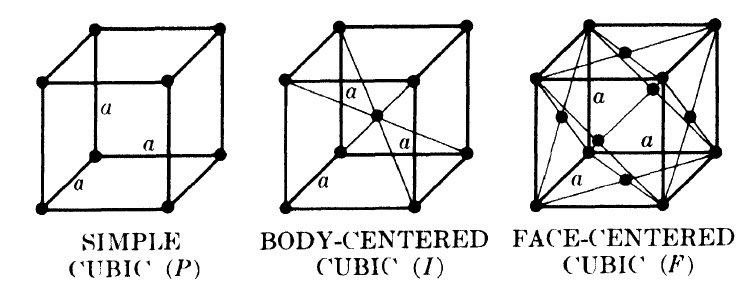 a
a
a
a
a
a
a
a
a
SIMPLE
CUBIC (P)
BODY-CENTERED
CUBIC (I)
FACE-CENTERED
CUBIC (F)